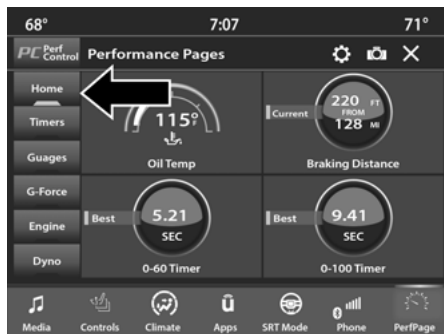 68° 7:07 71°
PC Perf Control Performance Pages
Home
Timers
Guages
G-Force
Engine
Dyno
115°F
Oil Temp
Current
220 FT
FROM
128 MI
Braking Distance
Best
5.21
SEC
0-60 Timer
Best
9.41
SEC
0-100 Timer
Media Controls Climate Apps SRT Mode Phone PerfPage